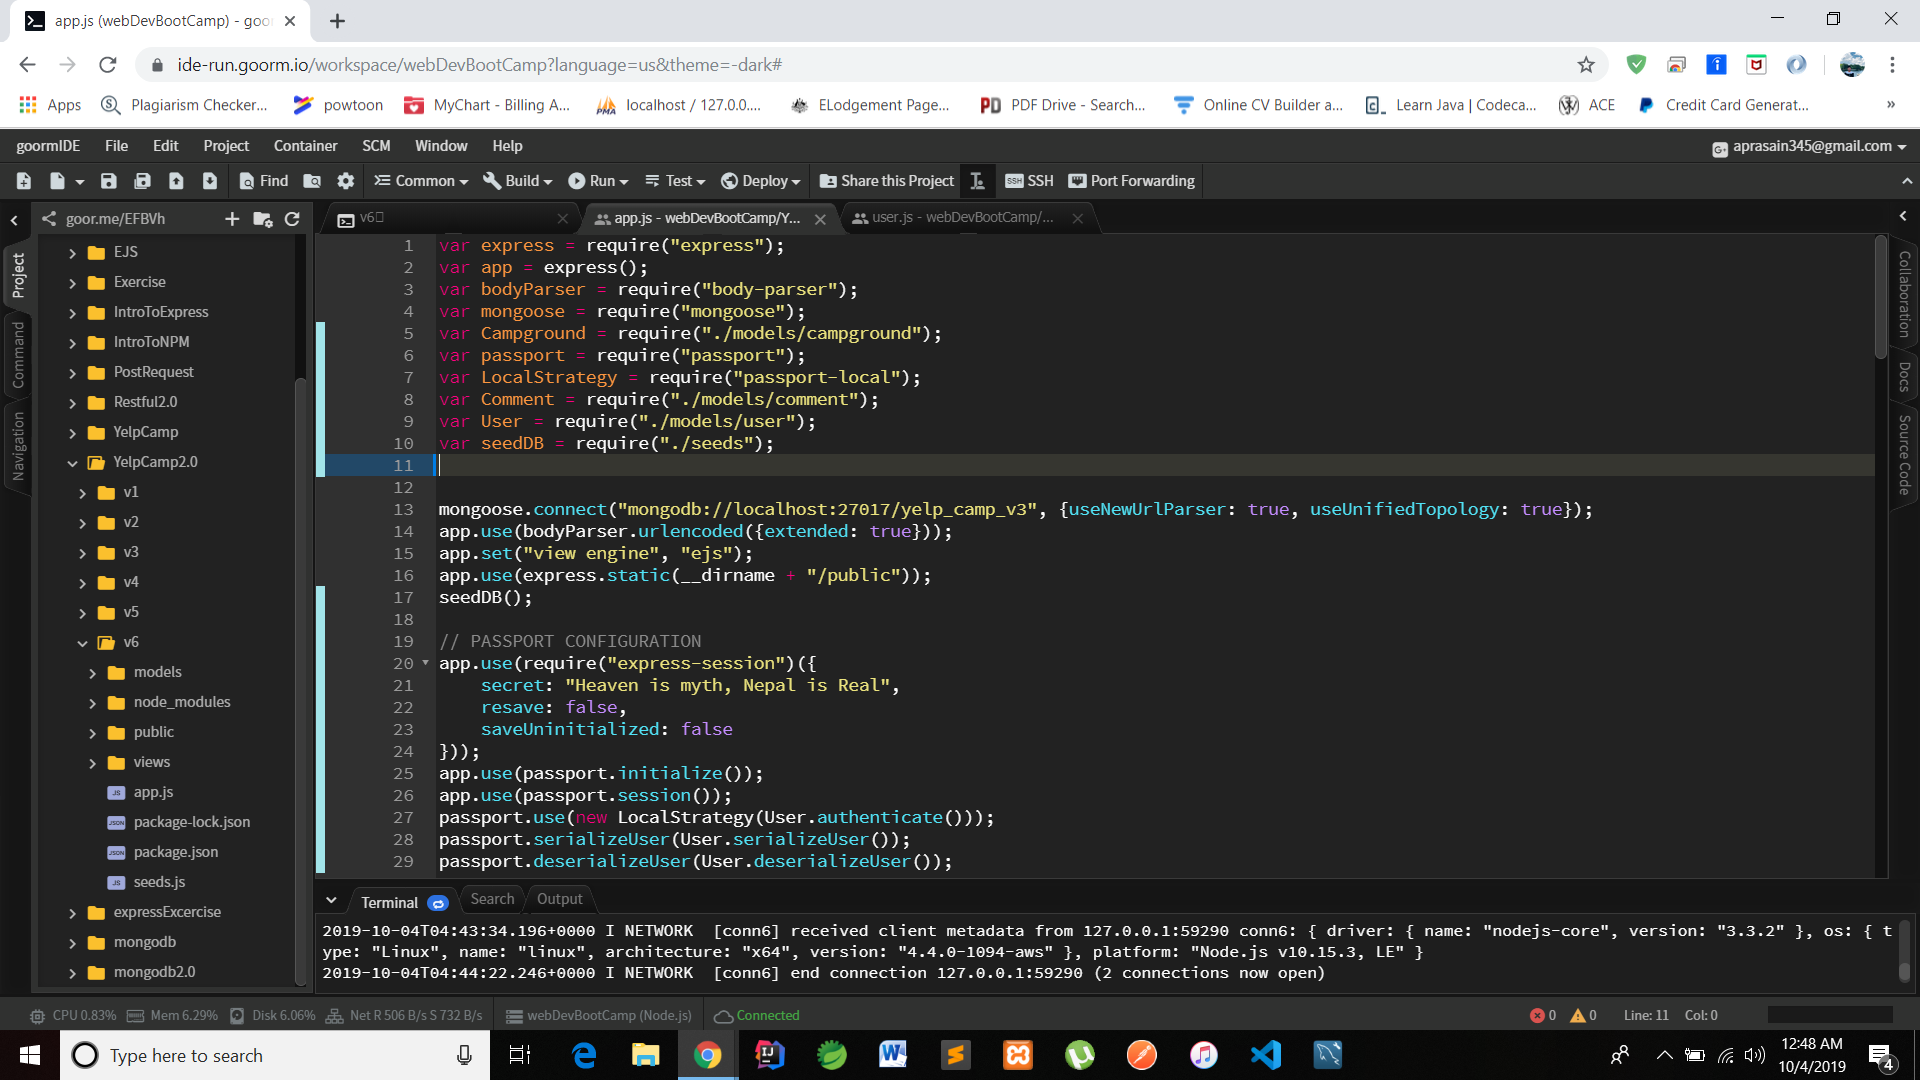 app.js (webDevBootCamp) - goor
ide-run.goorm.io/workspace/webDevBootCamp?language=us&theme=-dark#
Apps Plagiarism Checker... powtoon MyChart - Billing A... localhost / 127.0.0.... ELodgement Page... PDF Drive - Search... Online CV Builder a... Learn Java | Codeca... ACE Credit Card Generat... »
goormIDE File Edit Project Container SCM Window Help aprasain345@gmail.com
Find Common Build Run Test Deploy Share this Project SSH SSH Port Forwarding
goor.me/EFBVh
v6
app.js - webDevBootCamp/Y...
user.js - webDevBootCamp/...
Project
Command
Navigation
EJS
Exercise
IntroToExpress
IntroToNPM
PostRequest
Restful2.0
YelpCamp
YelpCamp2.0
v1
v2
v3
v4
v5
v6
models
node_modules
public
views
JS app.js
JSON package-lock.json
JSON package.json
JS seeds.js
expressExcercise
mongodb
mongodb2.0
1 var express = require("express");
2 var app = express();
3 var bodyParser = require("body-parser");
4 var mongoose = require("mongoose");
5 var Campground = require("./models/campground");
6 var passport = require("passport");
7 var LocalStrategy = require("passport-local");
8 var Comment = require("./models/comment");
9 var User = require("./models/user");
10 var seedDB = require("./seeds");
11
12
13 mongoose.connect("mongodb://localhost:27017/yelp_camp_v3", {useNewUrlParser: true, useUnifiedTopology: true});
14 app.use(bodyParser.urlencoded({extended: true}));
15 app.set("view engine", "ejs");
16 app.use(express.static(__dirname + "/public"));
17 seedDB();
18
19 // PASSPORT CONFIGURATION
20 app.use(require("express-session")({
21 secret: "Heaven is myth, Nepal is Real",
22 resave: false,
23 saveUninitialized: false
24 }));
25 app.use(passport.initialize());
26 app.use(passport.session());
27 passport.use(new LocalStrategy(User.authenticate()));
28 passport.serializeUser(User.serializeUser());
29 passport.deserializeUser(User.deserializeUser());
Collaboration
Docs
Source Code
Terminal Search Output
2019-10-04T04:43:34.196+0000 I NETWORK [conn6] received client metadata from 127.0.0.1:59290 conn6: { driver: { name: "nodejs-core", version: "3.3.2" }, os: { t
ype: "Linux", name: "linux", architecture: "x64", version: "4.4.0-1094-aws" }, platform: "Node.js v10.15.3, LE" }
2019-10-04T04:44:22.246+0000 I NETWORK [conn6] end connection 127.0.0.1:59290 (2 connections now open)
CPU 0.83% Mem 6.29% Disk 6.06% Net R 506 B/s S 732 B/s webDevBootCamp (Node.js) Connected 0 0 Line: 11 Col: 0
Type here to search
12:48 AM
10/4/2019
4